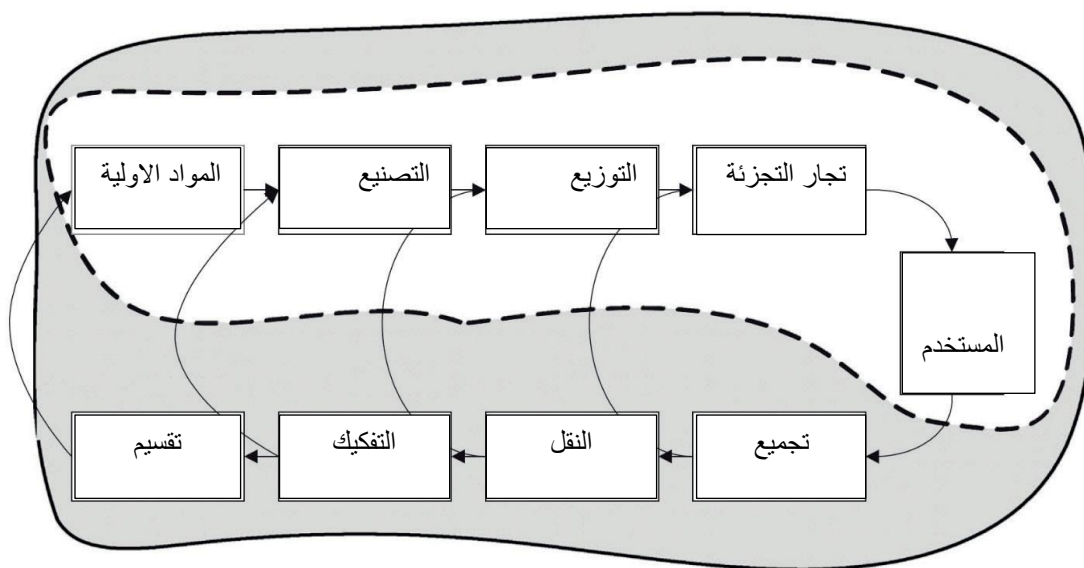 المواد الاولية
التصنيع
التوزيع
تجار التجزئة
المستخدم
تجميع
النقل
التفكيك
تقسيم